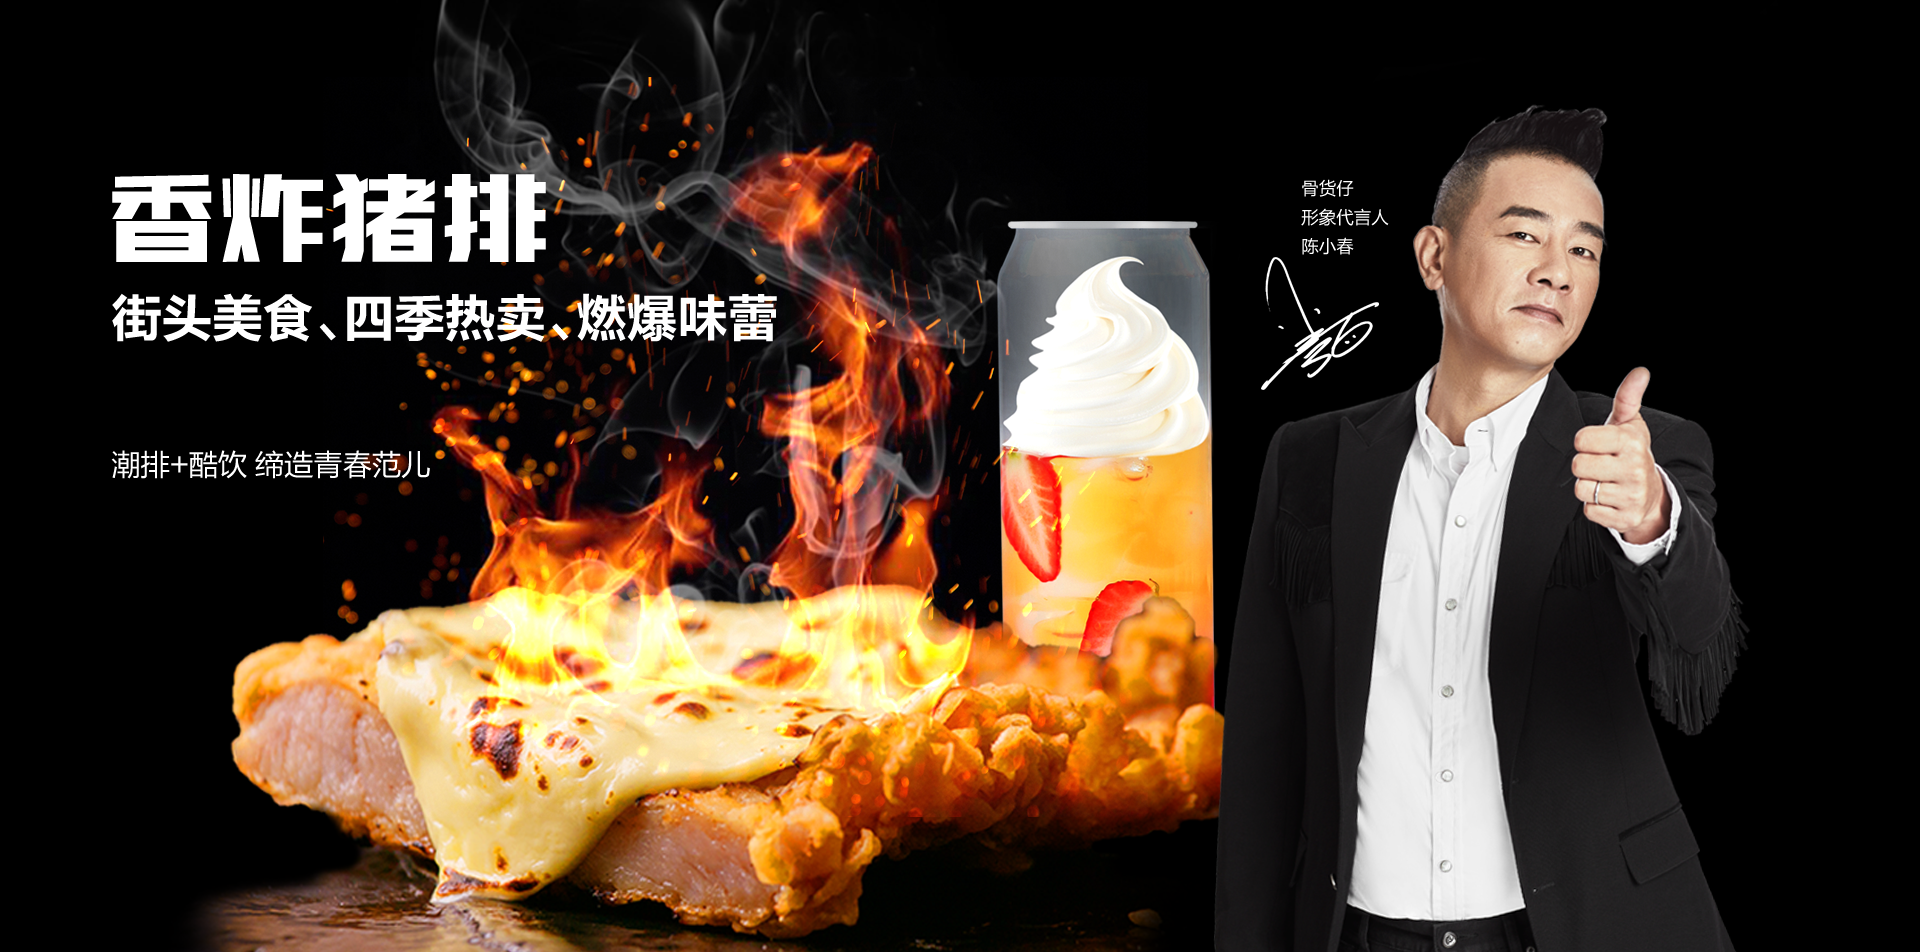 香炸猪排
街头美食、四季热卖、燃爆味蕾
潮排+酷饮 缔造青春范儿
骨货仔
形象代言人
陈小春